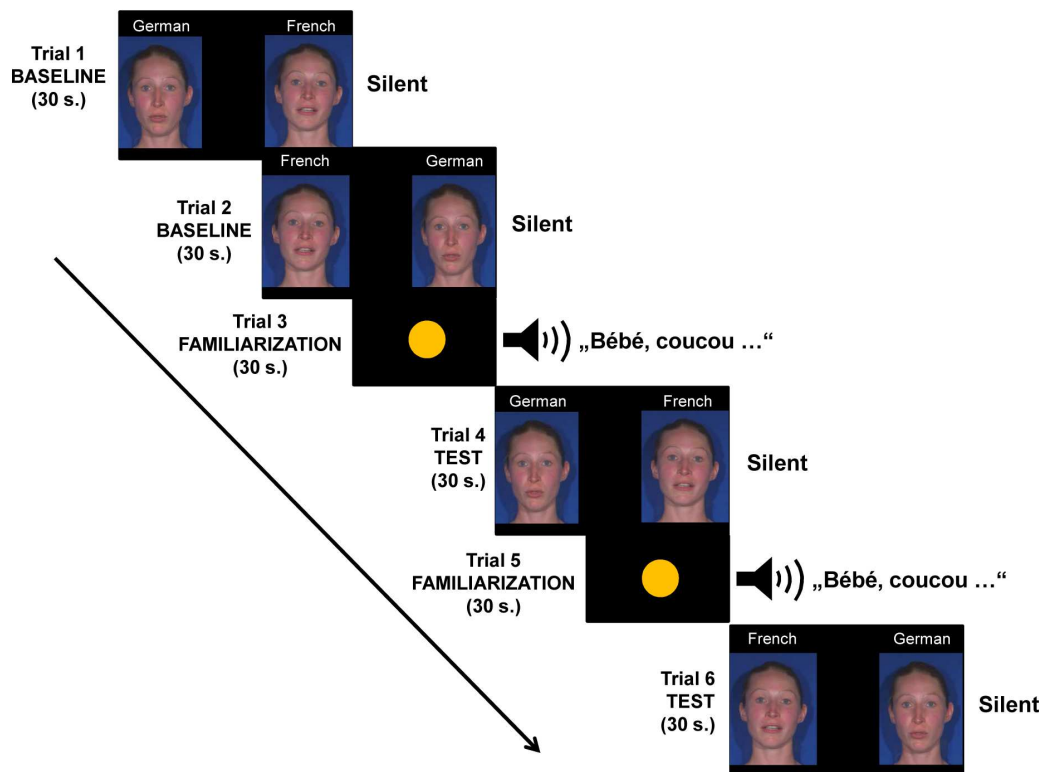 German French
Trial 1
BASELINE
(30 s.)
Silent
French German
Trial 2
BASELINE
(30 s.)
Silent
Trial 3
FAMILIARIZATION
(30 s.)
„Bébé, coucou …“
German French
Trial 4
TEST
(30 s.)
Silent
Trial 5
FAMILIARIZATION
(30 s.)
„Bébé, coucou …“
French German
Trial 6
TEST
(30 s.)
Silent